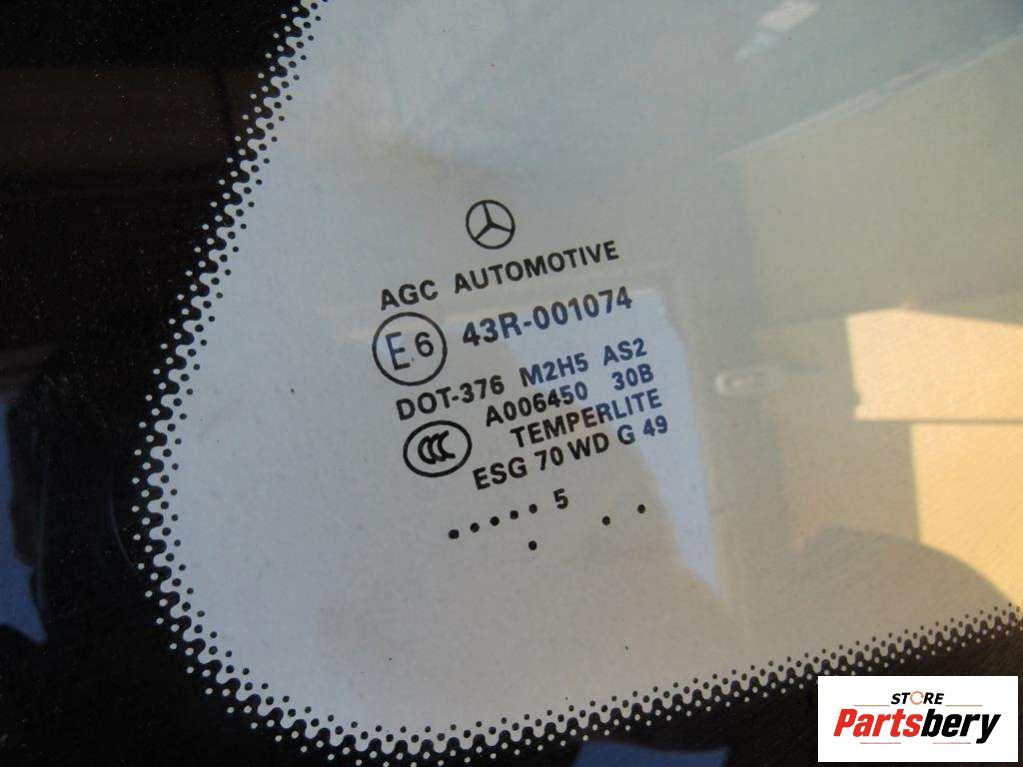 AGC AUTOMOTIVE
E6 43R-001074
DOT-376 M2H5 AS2
A006450 30B
CCC TEMPERLITE
ESG 70 WD G 49
..... 5
. . .
STORE
Partsbery